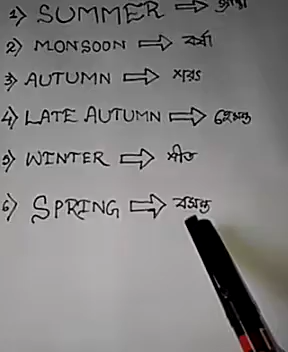 1) SUMMER ⇒ গ্রীষ্ম
2) MONSOON ⇒ বর্ষা
3) AUTUMN ⇒ শরৎ
4) LATE AUTUMN ⇒ হেমন্ত
5) WINTER ⇒ শীত
6) SPRING ⇒ বসন্ত